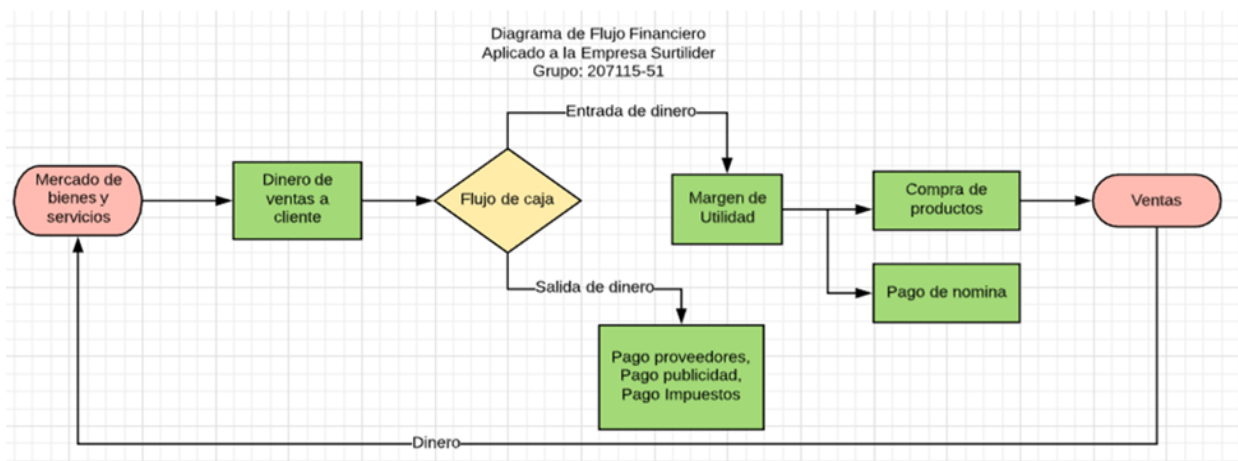 Diagrama de Flujo Financiero
Aplicado a la Empresa Surtilider
Grupo: 207115-51
Entrada de dinero
Mercado de
bienes y
servicios
Dinero de
ventas a
cliente
Flujo de caja
Margen de
Utilidad
Compra de
productos
Ventas
Salida de dinero
Pago de nomina
Pago proveedores,
Pago publicidad,
Pago Impuestos
Dinero